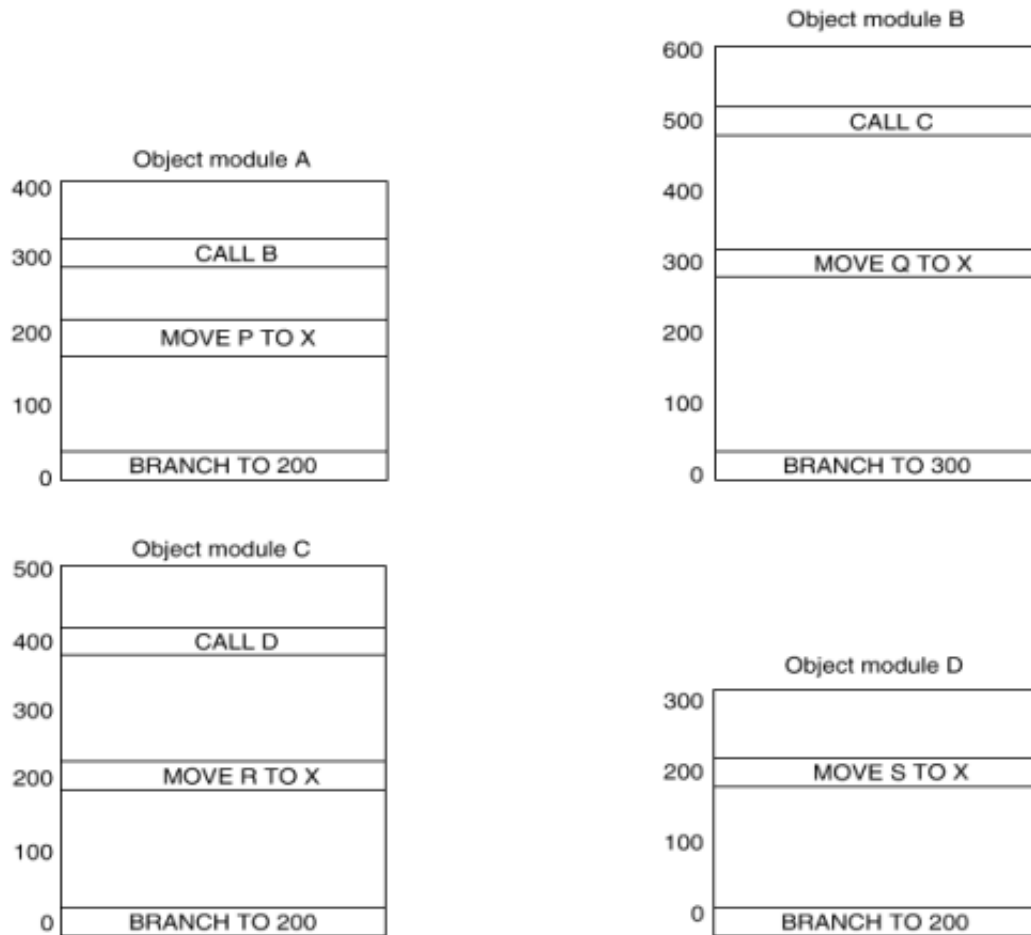 Object module A
400
300
200
100
0
CALL B
MOVE P TO X
BRANCH TO 200
Object module B
600
500
400
300
200
100
0
CALL C
MOVE Q TO X
BRANCH TO 300
Object module C
500
400
300
200
100
0
CALL D
MOVE R TO X
BRANCH TO 200
Object module D
300
200
100
0
MOVE S TO X
BRANCH TO 200